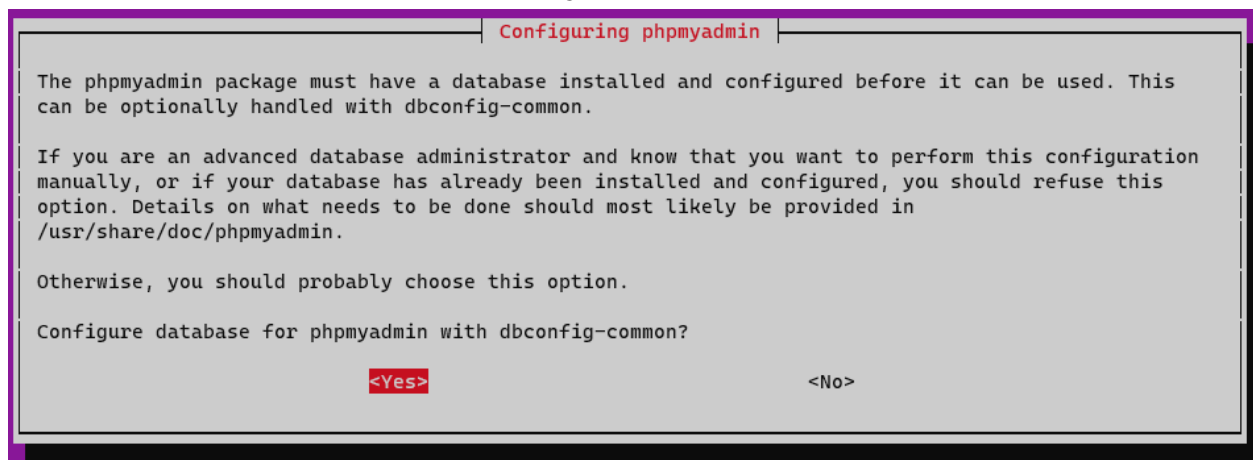 Configuring phpmyadmin
The phpmyadmin package must have a database installed and configured before it can be used. This
can be optionally handled with dbconfig-common.
If you are an advanced database administrator and know that you want to perform this configuration
manually, or if your database has already been installed and configured, you should refuse this
option. Details on what needs to be done should most likely be provided in
/usr/share/doc/phpmyadmin.
Otherwise, you should probably choose this option.
Configure database for phpmyadmin with dbconfig-common?
<Yes> <No>